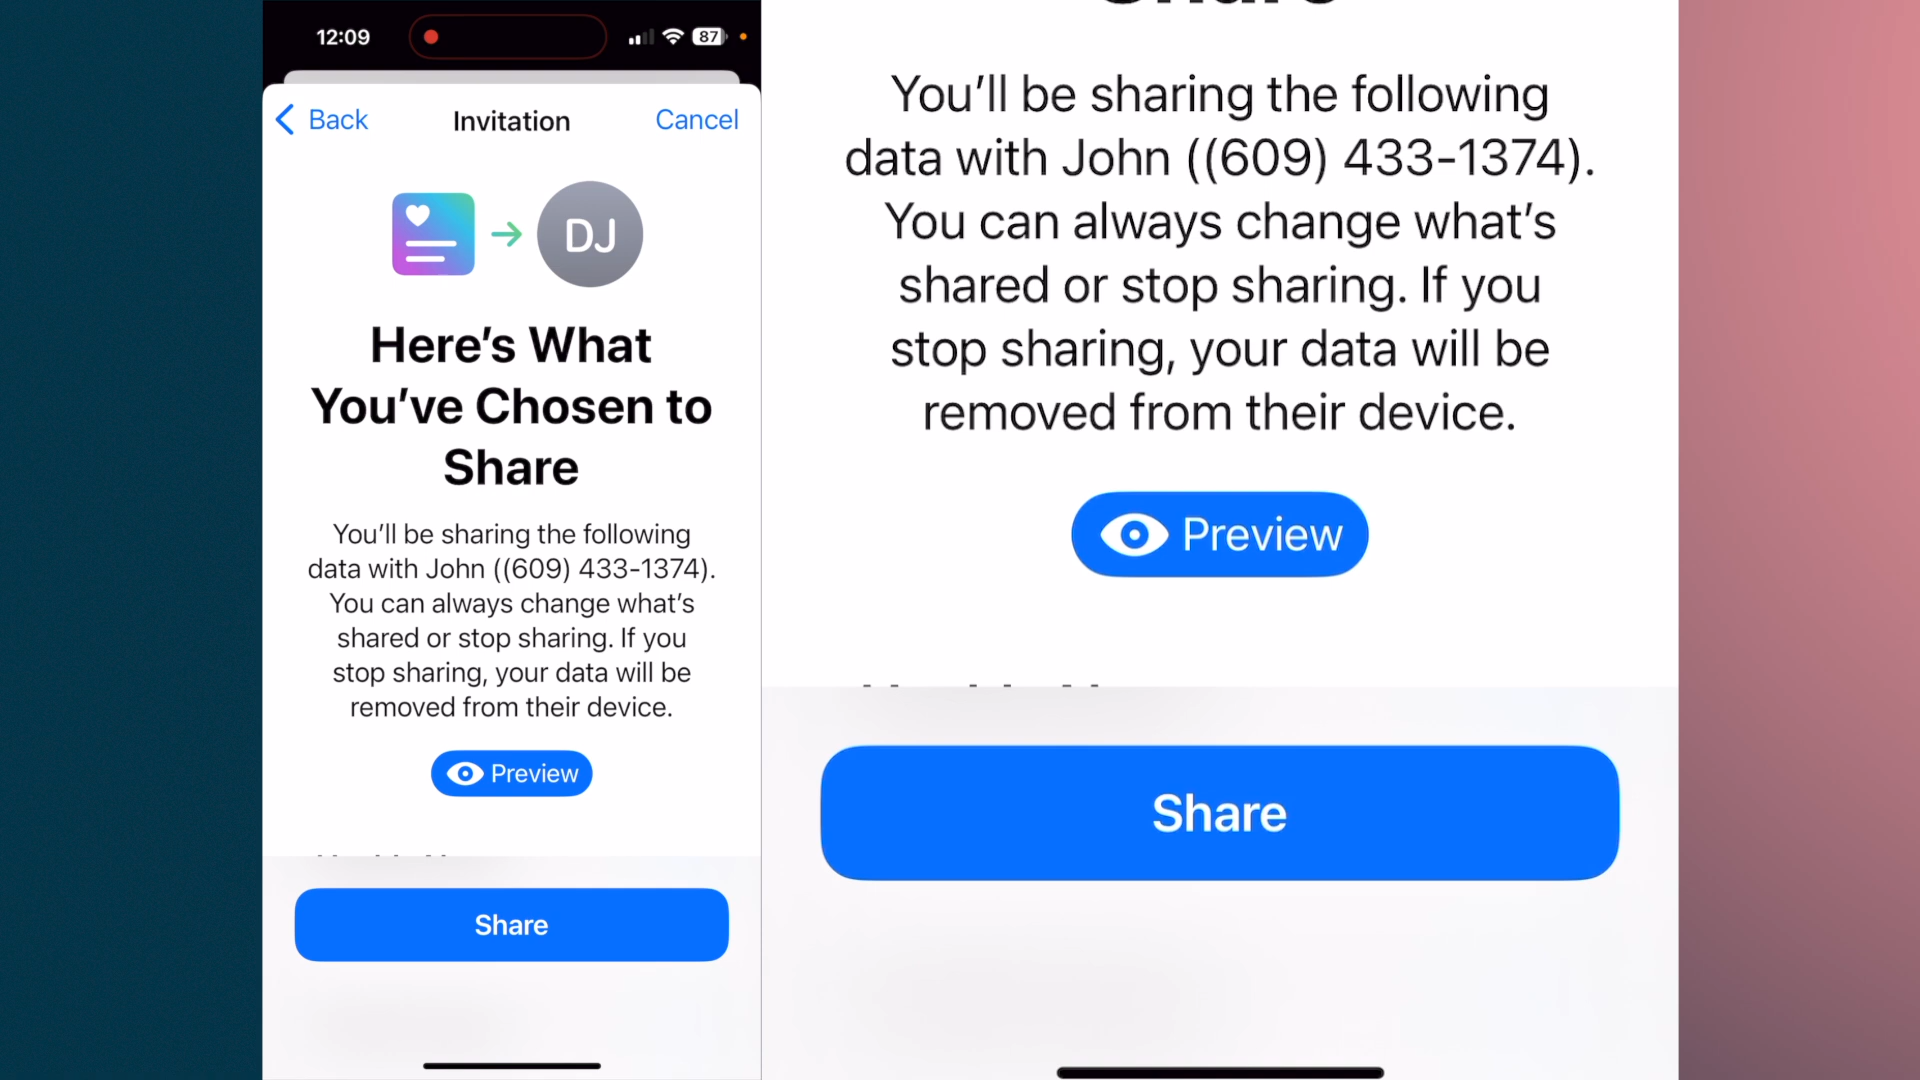 12:09
87
Back
Invitation
Cancel
DJ
Here's What
You've Chosen to
Share
You'll be sharing the following
data with John ((609) 433-1374).
You can always change what's
shared or stop sharing. If you
stop sharing, your data will be
removed from their device.
Preview
Share
You'll be sharing the following
data with John ((609) 433-1374).
You can always change what's
shared or stop sharing. If you
stop sharing, your data will be
removed from their device.
Preview
Share